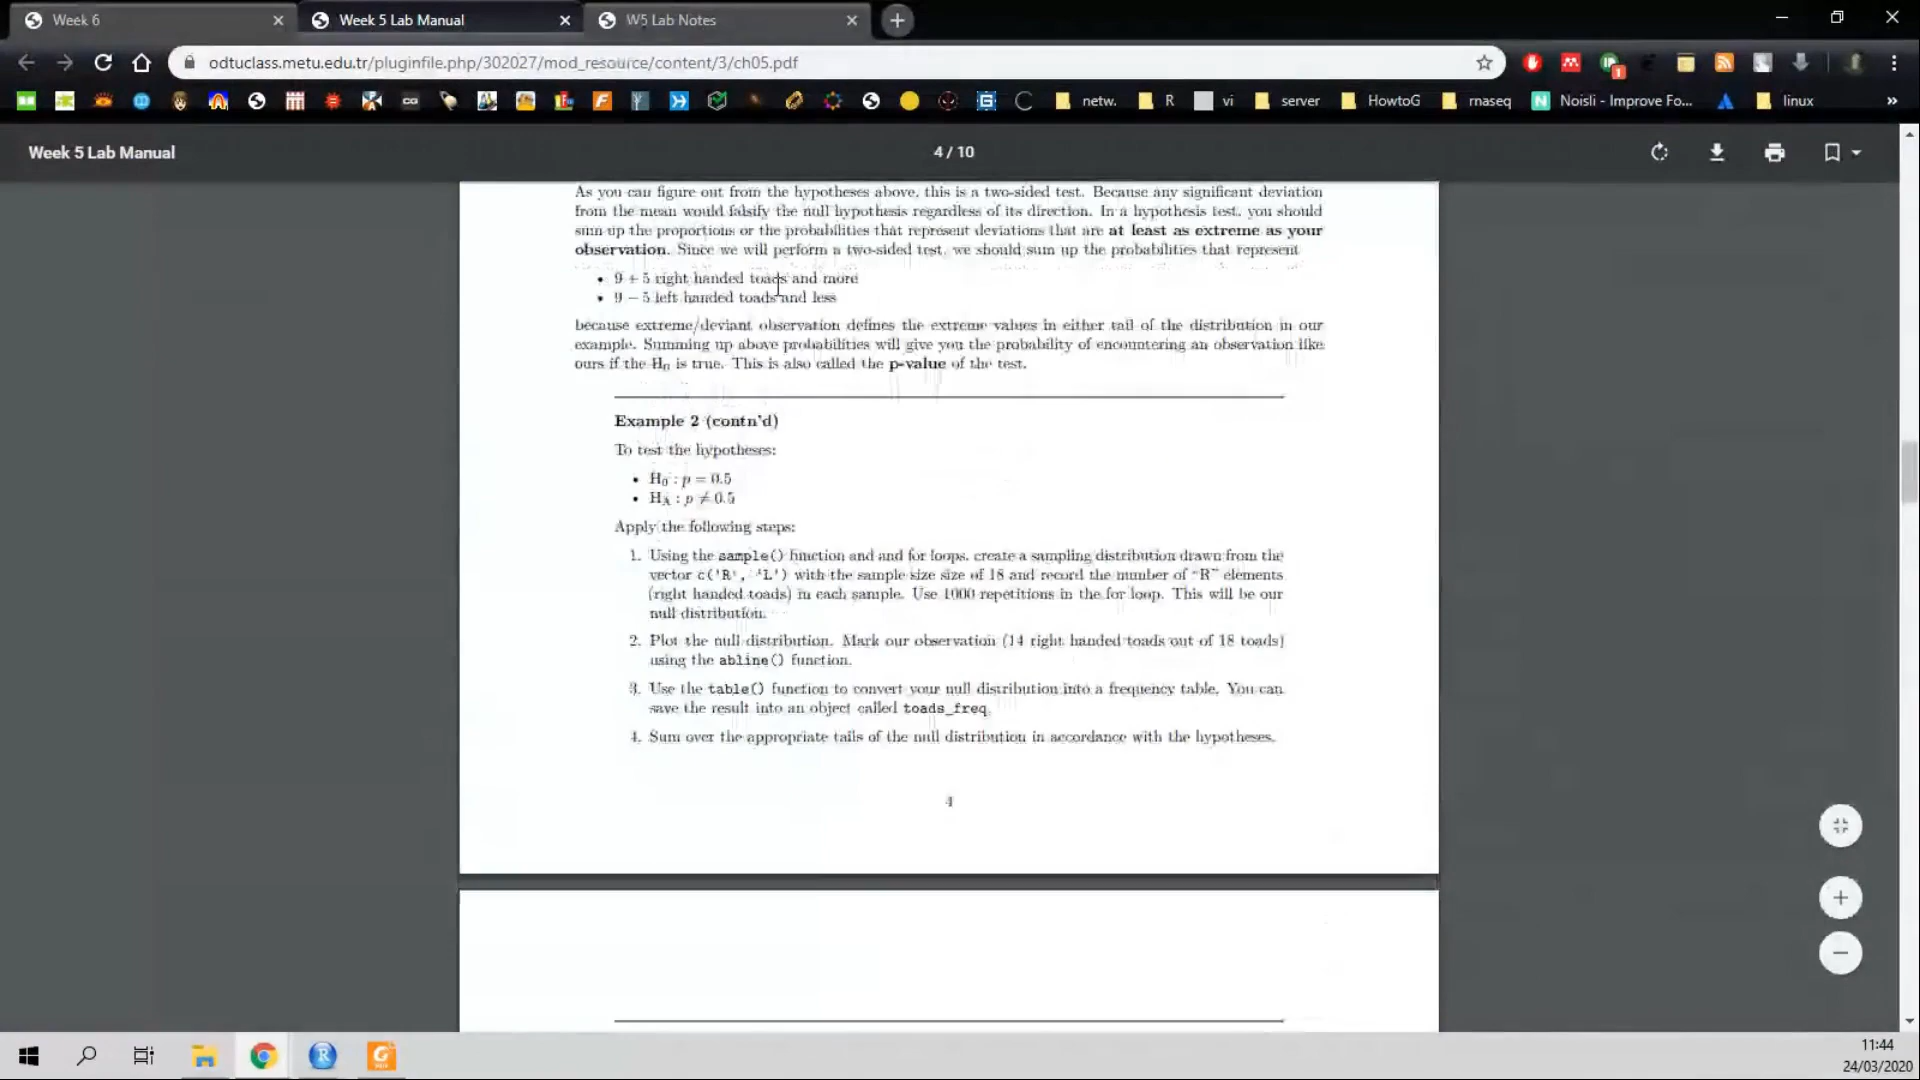 Week 6
Week 5 Lab Manual
W5 Lab Notes
odtuclass.metu.edu.tr/pluginfile.php/302027/mod_resource/content/3/ch05.pdf
netw.
R
vi
server
HowtoG
rnaseq
Noisli - Improve Fo...
linux
»
Week 5 Lab Manual
4 / 10
As you can figure out from the hypotheses above, this is a two-sided test. Because any significant deviation
from the mean would falsify the null hypothesis regardless of its direction. In a hypothesis test, you should
sum up the proportions or the probabilities that represent deviations that are at least as extreme as your
observation. Since we will perform a two-sided test, we should sum up the probabilities that represent
• 9 + 5 right handed toads and more
• 9 − 5 left handed toads and less
because extreme/deviant observation defines the extreme values in either tail of the distribution in our
example. Summing up above probabilities will give you the probability of encountering an observation like
ours if the H₀ is true. This is also called the p-value of the test.
Example 2 (contn'd)
To test the hypotheses:
• H₀ : p = 0.5
• H_A : p ≠ 0.5
Apply the following steps:
1. Using the sample() function and and for loops, create a sampling distribution drawn from the
vector c('R', 'L') with the sample size size of 18 and record the number of "R" elements
(right handed toads) in each sample. Use 1000 repetitions in the for loop. This will be our
null distribution.
2. Plot the null distribution. Mark our observation (14 right handed toads out of 18 toads)
using the abline() function.
3. Use the table() function to convert your null distribution into a frequency table. You can
save the result into an object called toads_freq.
4. Sum over the appropriate tails of the null distribution in accordance with the hypotheses.
4
11:44
24/03/2020